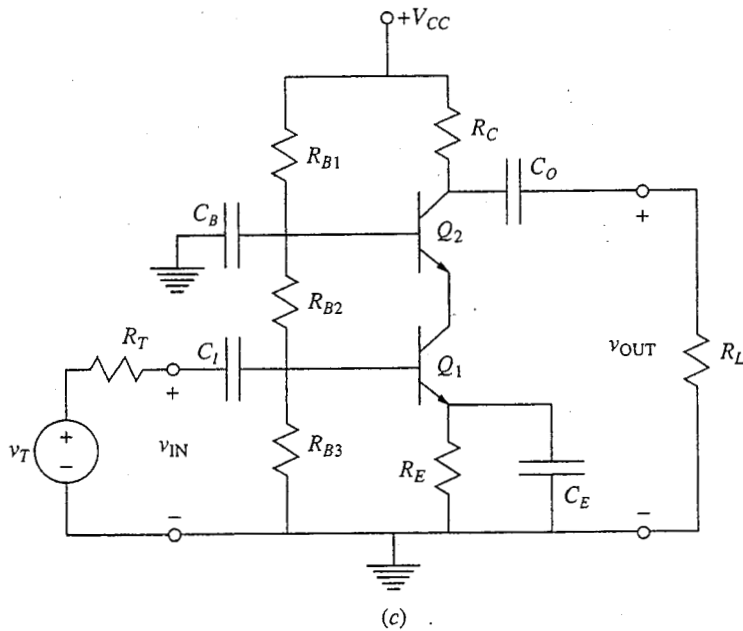 +V_CC
R_C
R_B1
C_O
C_B
+
Q_2
R_B2
R_T
C_I
v_OUT
R_L
Q_1
+
+
v_T
−
v_IN
R_B3
R_E
C_E
−
−
(c)